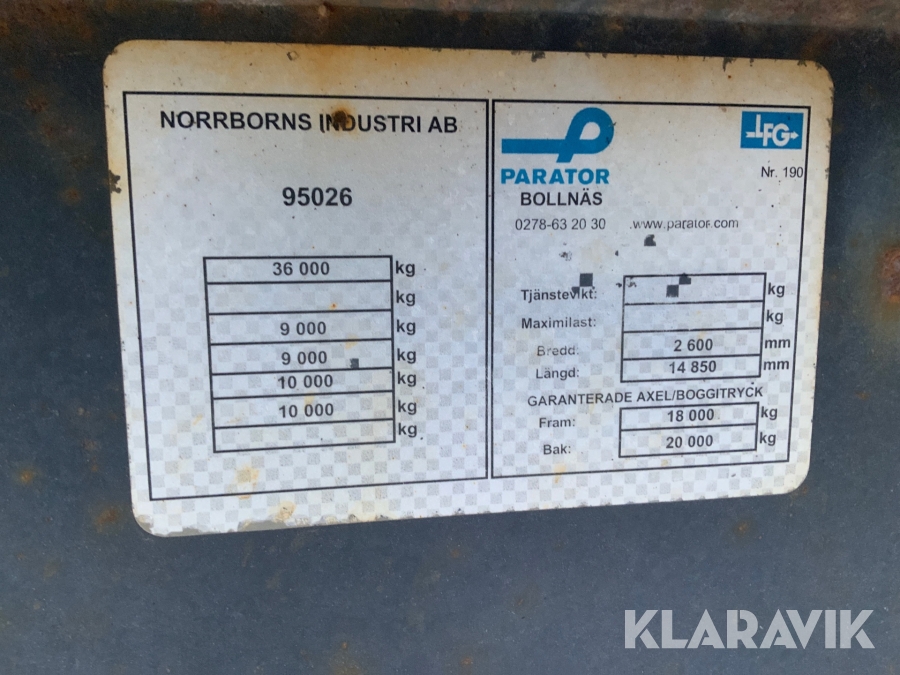 NORRBORNS INDUSTRI AB
95026
36 000 kg
kg
9 000 kg
9 000 kg
10 000 kg
10 000 kg
kg
PARATOR
BOLLNÄS
LFG
Nr. 190
0278-63 20 30 www.parator.com
Tjänstevikt: kg
Maximilast: kg
Bredd: 2 600 mm
Längd: 14 850 mm
GARANTERADE AXEL/BOGGITRYCK
Fram: 18 000 kg
Bak: 20 000 kg
KLARAVIK